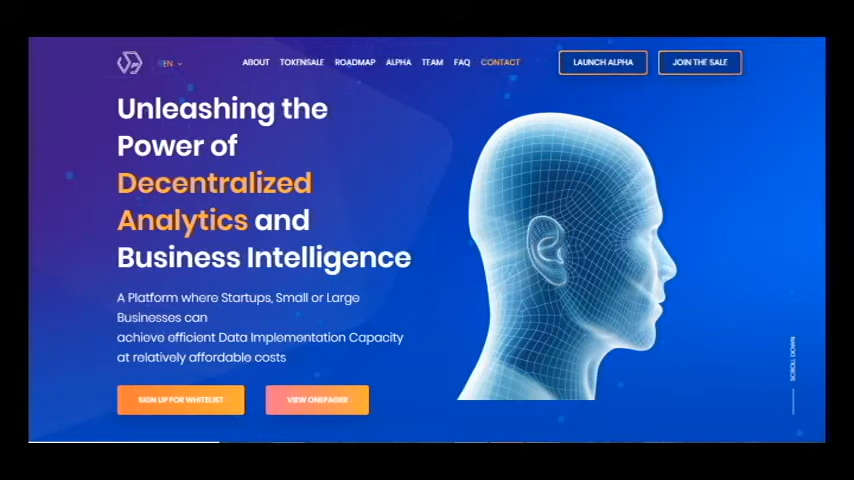 EN
ABOUT TOKENSALE ROADMAP ALPHA TEAM FAQ CONTACT
LAUNCH ALPHA
JOIN THE SALE
Unleashing the
Power of
Decentralized
Analytics and
Business Intelligence
A Platform where Startups, Small or Large
Businesses can
achieve efficient Data Implementation Capacity
at relatively affordable costs
SIGN UP FOR WHITELIST
VIEW ONEPAGER
SCROLL DOWN